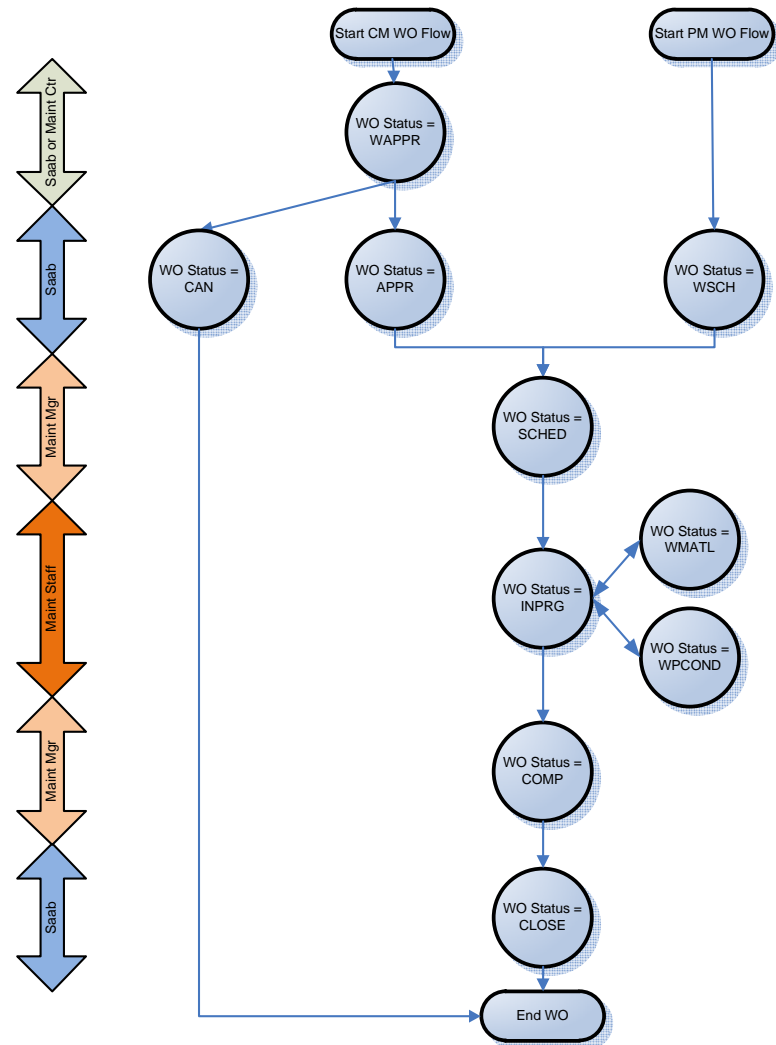 Start CM WO Flow
Start PM WO Flow
Saab or Maint Ctr
WO Status =
WAPPR
Saab
WO Status =
CAN
WO Status =
APPR
WO Status =
WSCH
Maint Mgr
WO Status =
SCHED
Maint Staff
WO Status =
WMATL
WO Status =
INPRG
WO Status =
WPCOND
Maint Mgr
WO Status =
COMP
Saab
WO Status =
CLOSE
End WO